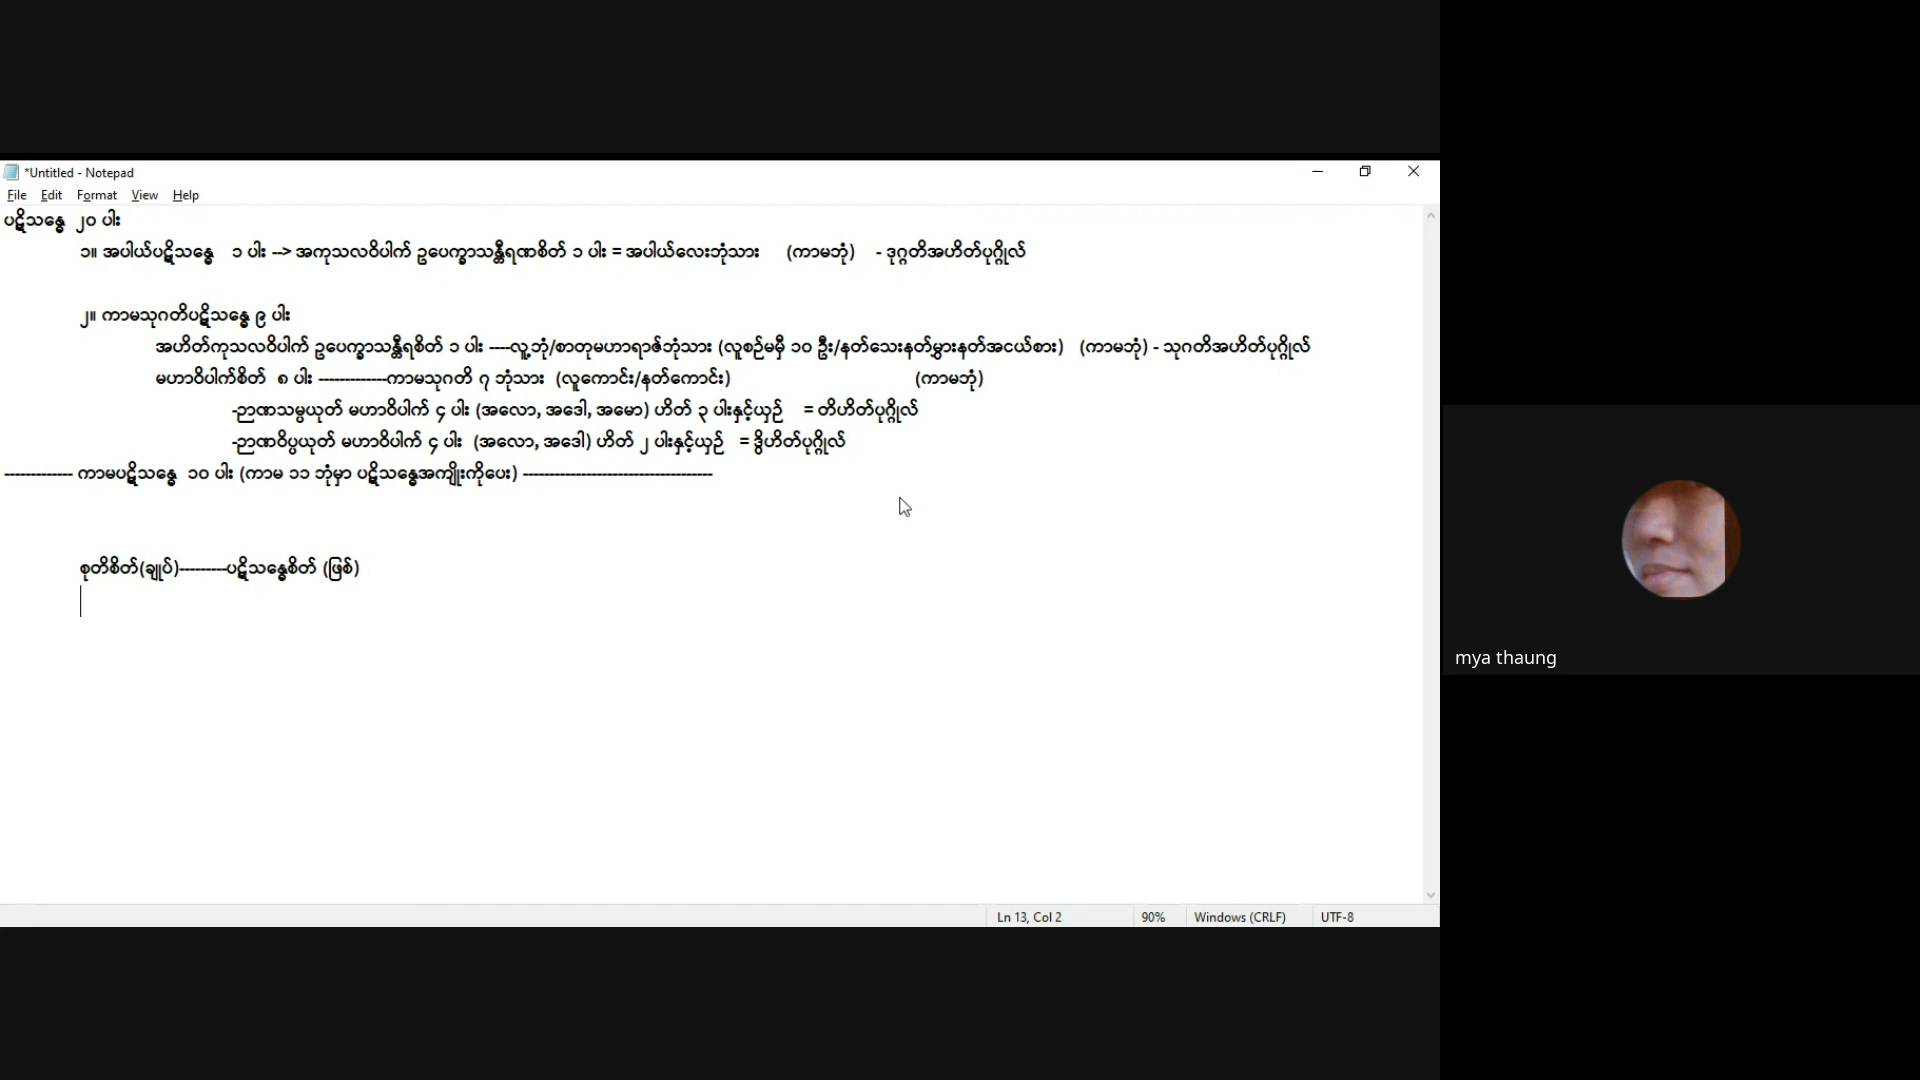 *Untitled - Notepad
File Edit Format View Help
ပဋိသန္ဓေ ၂၀ ပါး
၁။ အပါယ်ပဋိသန္ဓေ ၁ ပါး --> အကုသလဝိပါက် ဥပေက္ခာသန္တီရဏစိတ် ၁ ပါး = အပါယ်လေးဘုံသား (ကာမဘုံ) - ဒုဂ္ဂတိအဟိတ်ပုဂ္ဂိုလ်
၂။ ကာမသုဂတိပဋိသန္ဓေ ၉ ပါး
အဟိတ်ကုသလဝိပါက် ဥပေက္ခာသန္တီရစိတ် ၁ ပါး ----လူ့ဘုံ/စာတုမဟာရာဇ်ဘုံသား (လူစဉ်မမှီ ၁၀ ဦး/နတ်သေးနတ်မွှားနတ်အငယ်စား) (ကာမဘုံ) - သုဂတိအဟိတ်ပုဂ္ဂိုလ်
မဟာဝိပါက်စိတ် ၈ ပါး -------------ကာမသုဂတိ ၇ ဘုံသား (လူကောင်း/နတ်ကောင်း) (ကာမဘုံ)
-ဉာဏသမ္ပယုတ် မဟာဝိပါက် ၄ ပါး (အလော, အဒေါ, အမော) ဟိတ် ၃ ပါးနှင့်ယှဉ် = တိဟိတ်ပုဂ္ဂိုလ်
-ဉာဏဝိပ္ပယုတ် မဟာဝိပါက် ၄ ပါး (အလော, အဒေါ) ဟိတ် ၂ ပါးနှင့်ယှဉ် = ဒွိဟိတ်ပုဂ္ဂိုလ်
------------- ကာမပဋိသန္ဓေ ၁၀ ပါး (ကာမ ၁၁ ဘုံမှာ ပဋိသန္ဓေအကျိုးကိုပေး) ------------------------------------
စုတိစိတ်(ချုပ်)---------ပဋိသန္ဓေစိတ် (ဖြစ်)
mya thaung
Ln 13, Col 2 90% Windows (CRLF) UTF-8